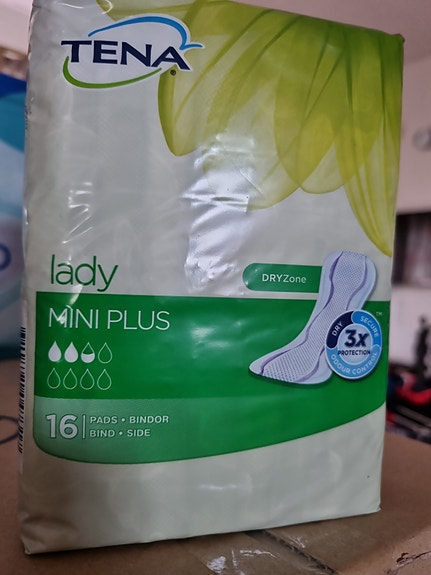 TENA
lady
DRYZone
MINI PLUS
DRY SECURE
3x
PROTECTION
ODOUR CONTROL
16 PADS • BINDOR
BIND • SIDE